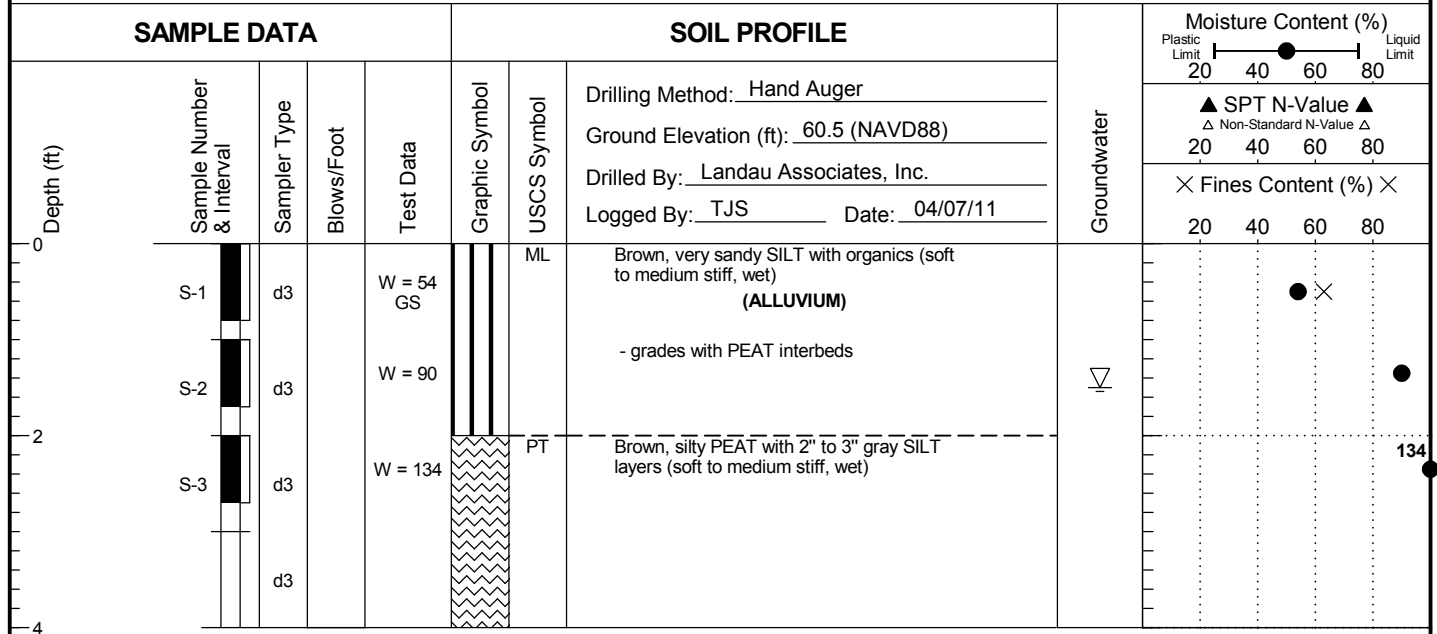 SAMPLE DATA
SOIL PROFILE
Depth (ft)
Sample Number
& Interval
Sampler Type
Blows/Foot
Test Data
Graphic Symbol
USCS Symbol
Drilling Method: Hand Auger
Ground Elevation (ft): 60.5 (NAVD88)
Drilled By: Landau Associates, Inc.
Logged By: TJS Date: 04/07/11
Groundwater
Moisture Content (%)
Plastic
Limit
Liquid
Limit
20 40 60 80
▲ SPT N-Value ▲
△ Non-Standard N-Value △
20 40 60 80
× Fines Content (%) ×
20 40 60 80
0
S-1 d3
W = 54
GS
ML
Brown, very sandy SILT with organics (soft
to medium stiff, wet)
(ALLUVIUM)
- grades with PEAT interbeds
S-2 d3
W = 90
2
S-3 d3
W = 134
PT
Brown, silty PEAT with 2" to 3" gray SILT
layers (soft to medium stiff, wet)
134
d3
4